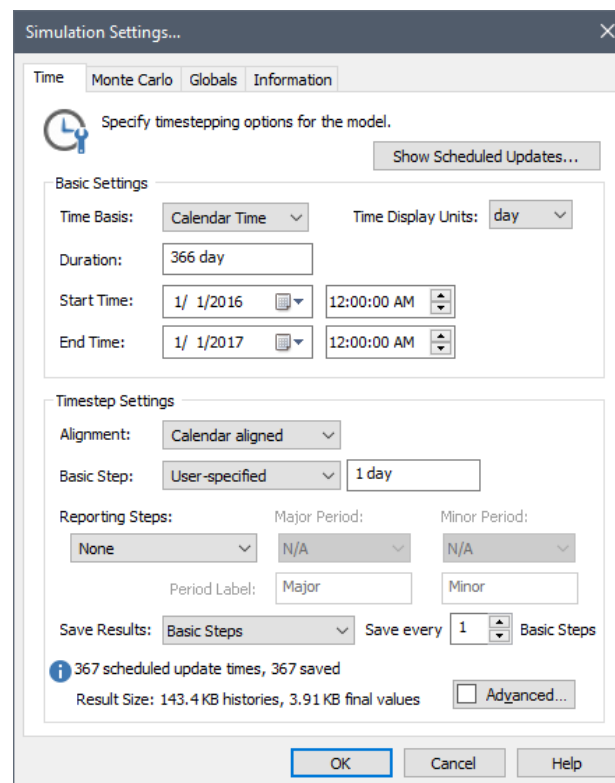 Simulation Settings...
Time Monte Carlo Globals Information
Specify timestepping options for the model.
Show Scheduled Updates...
Basic Settings
Time Basis: Calendar Time Time Display Units: day
Duration: 366 day
Start Time: 1/ 1/2016 12:00:00 AM
End Time: 1/ 1/2017 12:00:00 AM
Timestep Settings
Alignment: Calendar aligned
Basic Step: User-specified 1 day
Reporting Steps: Major Period: Minor Period:
None N/A N/A
Period Label: Major Minor
Save Results: Basic Steps Save every 1 Basic Steps
367 scheduled update times, 367 saved
Result Size: 143.4 KB histories, 3.91 KB final values Advanced...
OK Cancel Help